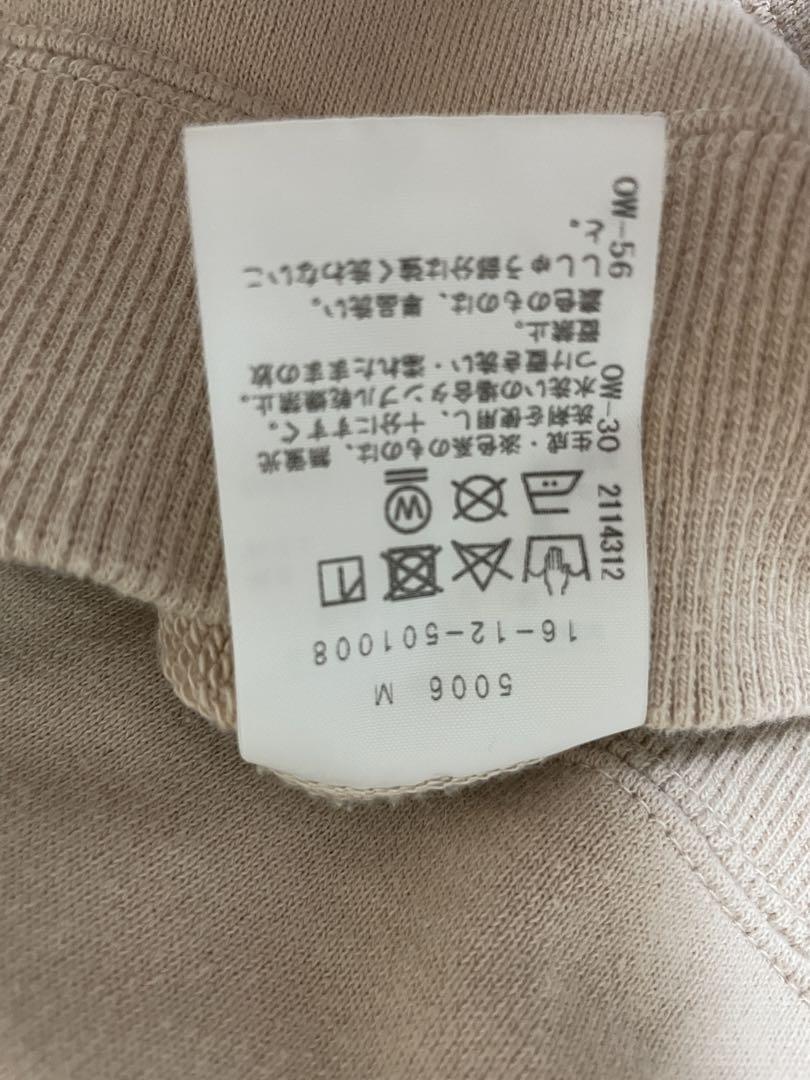 5006 M
16-12-501008
2114312
生成・淡色系のものは、無蛍光
洗剤を使用し、十分にすすぐ。
水洗いの場合タンブル乾燥禁止。
つけ置き洗い・濡れたままの放
置禁止。
濃色のものは、単品洗い。
ししゅう部分は強く洗わないこ
と。
OW-30
OW-56